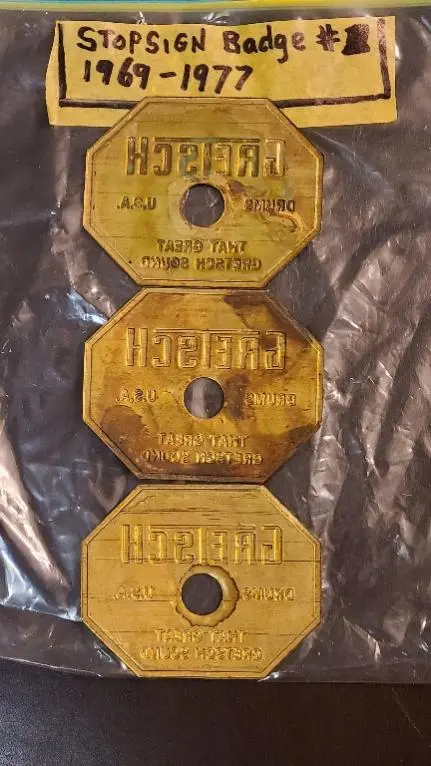 STOPSIGN Badge #1
1969-1977
GRETSCH
DRUMS U.S.A.
THAT GREAT
GRETSCH SOUND
GRETSCH
DRUMS U.S.A.
THAT GREAT
GRETSCH SOUND
GRETSCH
DRUMS U.S.A.
THAT GREAT
GRETSCH SOUND